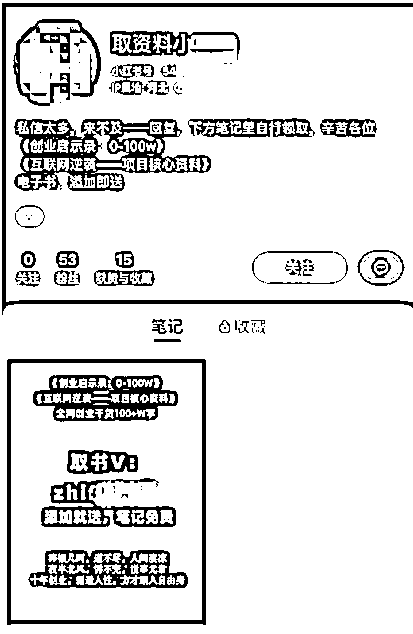 取资料小
小红书号：54
IP属地：河北
私信太多，来不及一一回复，下方笔记里自行领取，辛苦各位
《创业启示录：0-100w》
《互联网逆袭——项目核心资料》
电子书，添加即送
0 53 15
关注 粉丝 获赞与收藏
关注
笔记 收藏
《创业启示录：0-100W》
《互联网逆袭——项目核心资料》
全网创业干货100+W字
取书V：
zhi
添加就送，笔记免费